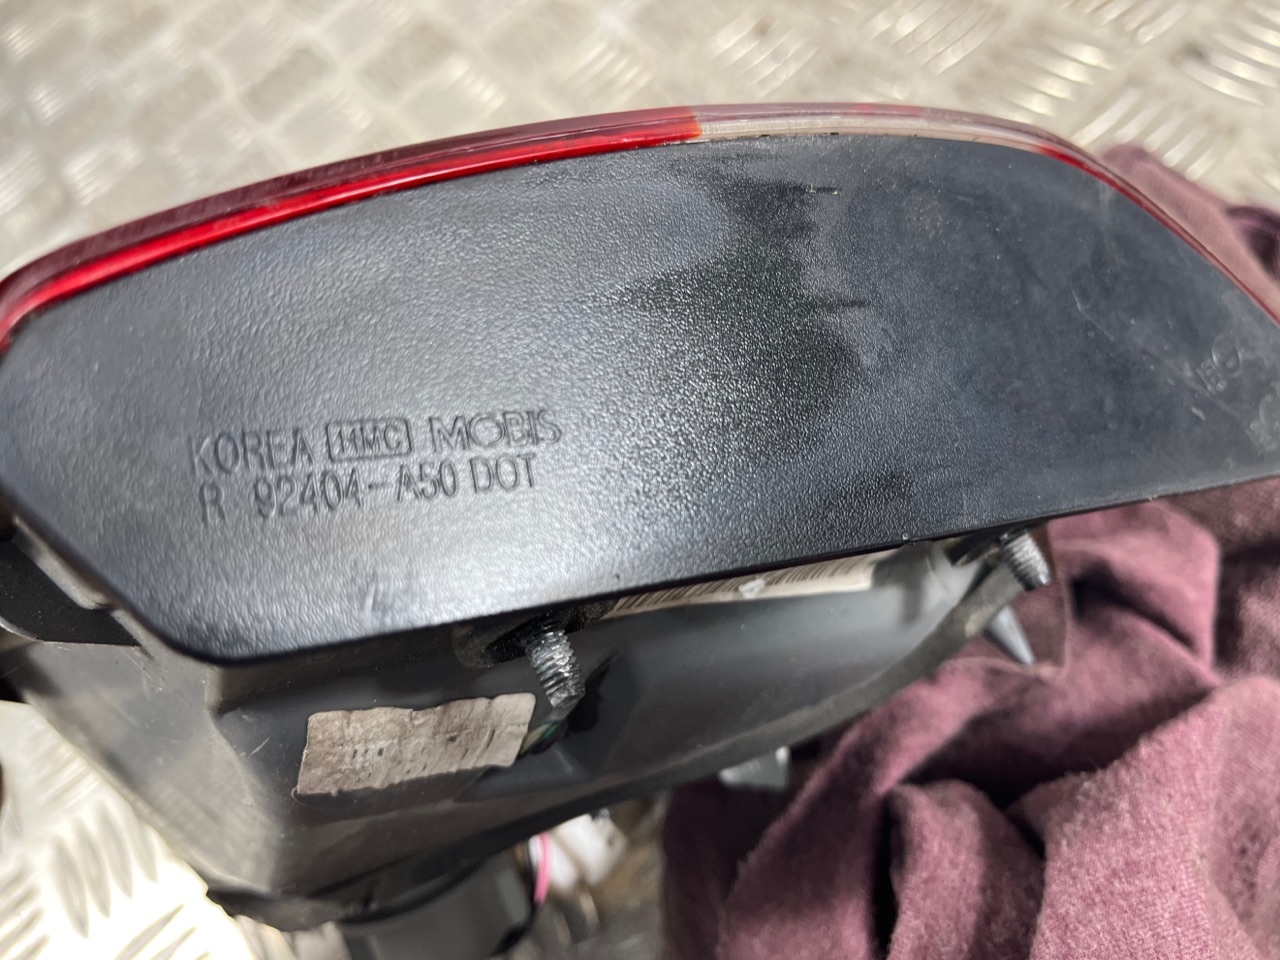 KOREA HMC MOBIS
R 92404-A50 DOT